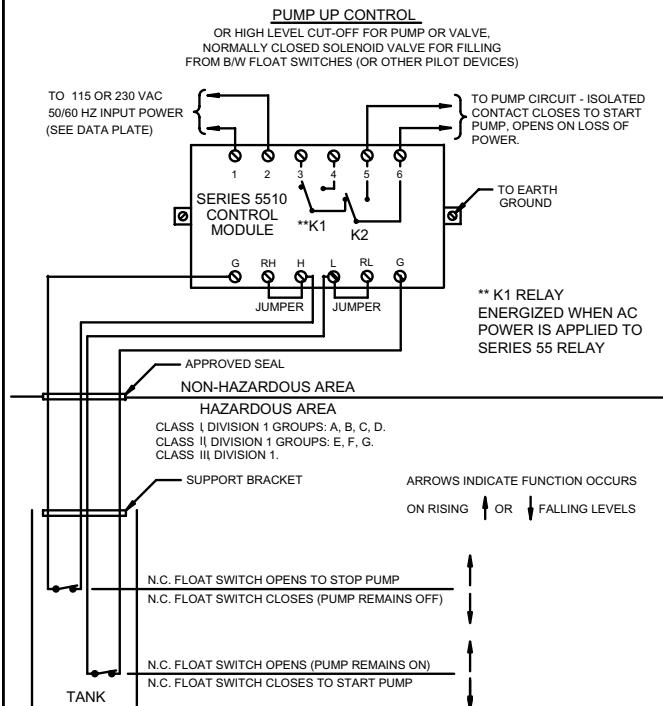 PUMP UP CONTROL
OR HIGH LEVEL CUT-OFF FOR PUMP OR VALVE,
NORMALLY CLOSED SOLENOID VALVE FOR FILLING
FROM B/W FLOAT SWITCHES (OR OTHER PILOT DEVICES)
TO 115 OR 230 VAC
50/60 HZ INPUT POWER
(SEE DATA PLATE)
TO PUMP CIRCUIT - ISOLATED
CONTACT CLOSES TO START
PUMP, OPENS ON LOSS OF
POWER.
1 2 3 4 5 6
SERIES 5510
CONTROL
MODULE
**K1
K2
TO EARTH
GROUND
G RH H L RL G
JUMPER JUMPER
** K1 RELAY
ENERGIZED WHEN AC
POWER IS APPLIED TO
SERIES 55 RELAY
APPROVED SEAL
NON-HAZARDOUS AREA
HAZARDOUS AREA
CLASS I, DIVISION 1 GROUPS: A, B, C, D.
CLASS II, DIVISION 1 GROUPS: E, F, G.
CLASS III, DIVISION 1.
SUPPORT BRACKET
ARROWS INDICATE FUNCTION OCCURS
ON RISING OR FALLING LEVELS
N.C. FLOAT SWITCH OPENS TO STOP PUMP
N.C. FLOAT SWITCH CLOSES (PUMP REMAINS OFF)
N.C. FLOAT SWITCH OPENS (PUMP REMAINS ON)
N.C. FLOAT SWITCH CLOSES TO START PUMP
TANK